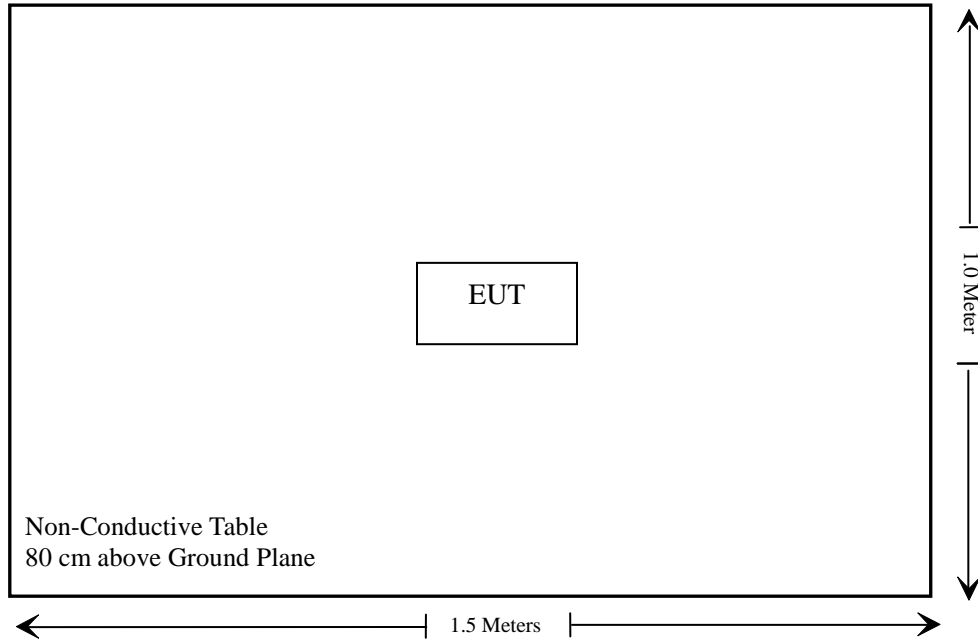 EUT
1.0 Meter
Non-Conductive Table
80 cm above Ground Plane
1.5 Meters